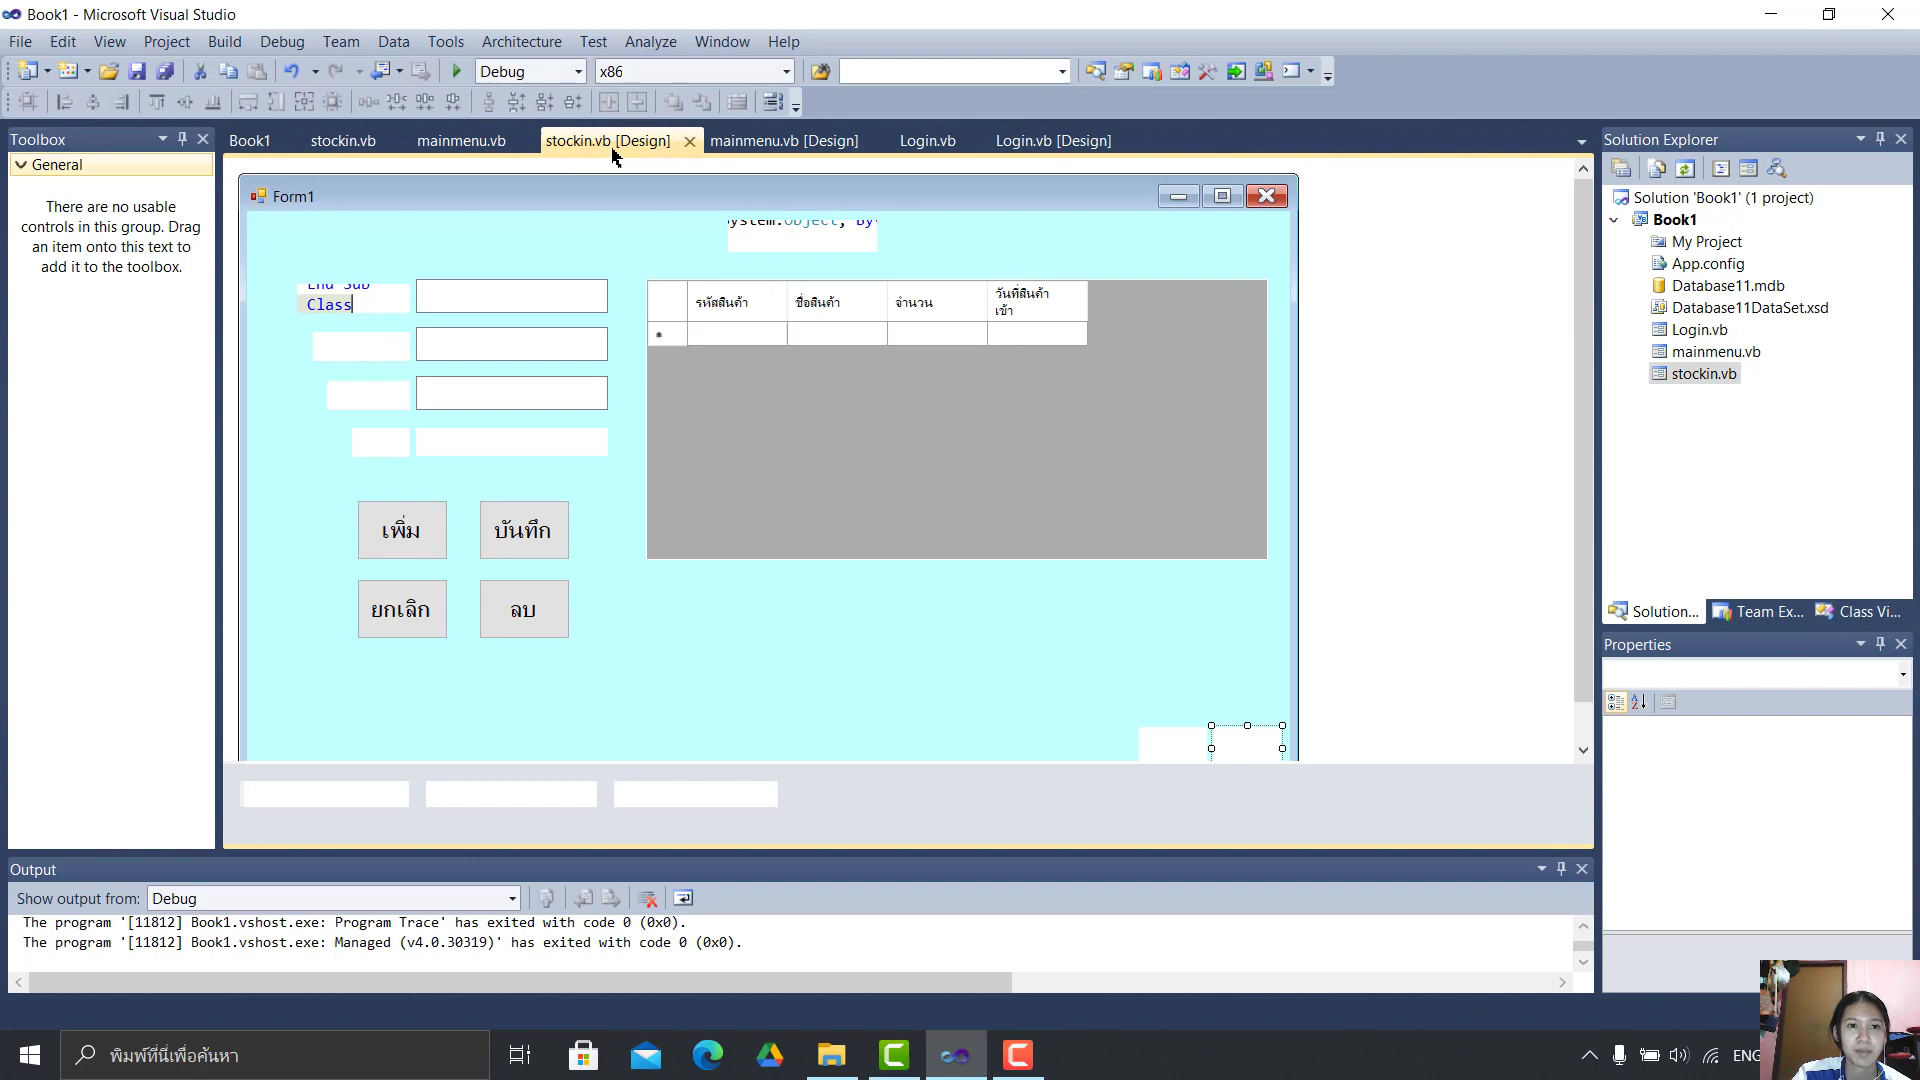 Book1 - Microsoft Visual Studio
File Edit View Project Build Debug Team Data Tools Architecture Test Analyze Window Help
Debug x86
Toolbox
General
There are no usable
controls in this group. Drag
an item onto this text to
add it to the toolbox.
Book1 stockin.vb mainmenu.vb stockin.vb [Design] mainmenu.vb [Design] Login.vb Login.vb [Design]
Form1
End Sub
Class
รหัสสินค้า ชื่อสินค้า จำนวน วันที่สินค้า
เข้า
*
เพิ่ม บันทึก
ยกเลิก ลบ
Solution Explorer
Solution 'Book1' (1 project)
Book1
My Project
App.config
Database11.mdb
Database11DataSet.xsd
Login.vb
mainmenu.vb
stockin.vb
Solution... Team Ex... Class Vi...
Properties
Output
Show output from: Debug
The program '[11812] Book1.vshost.exe: Program Trace' has exited with code 0 (0x0).
The program '[11812] Book1.vshost.exe: Managed (v4.0.30319)' has exited with code 0 (0x0).
พิมพ์ที่นี่เพื่อค้นหา
ENG